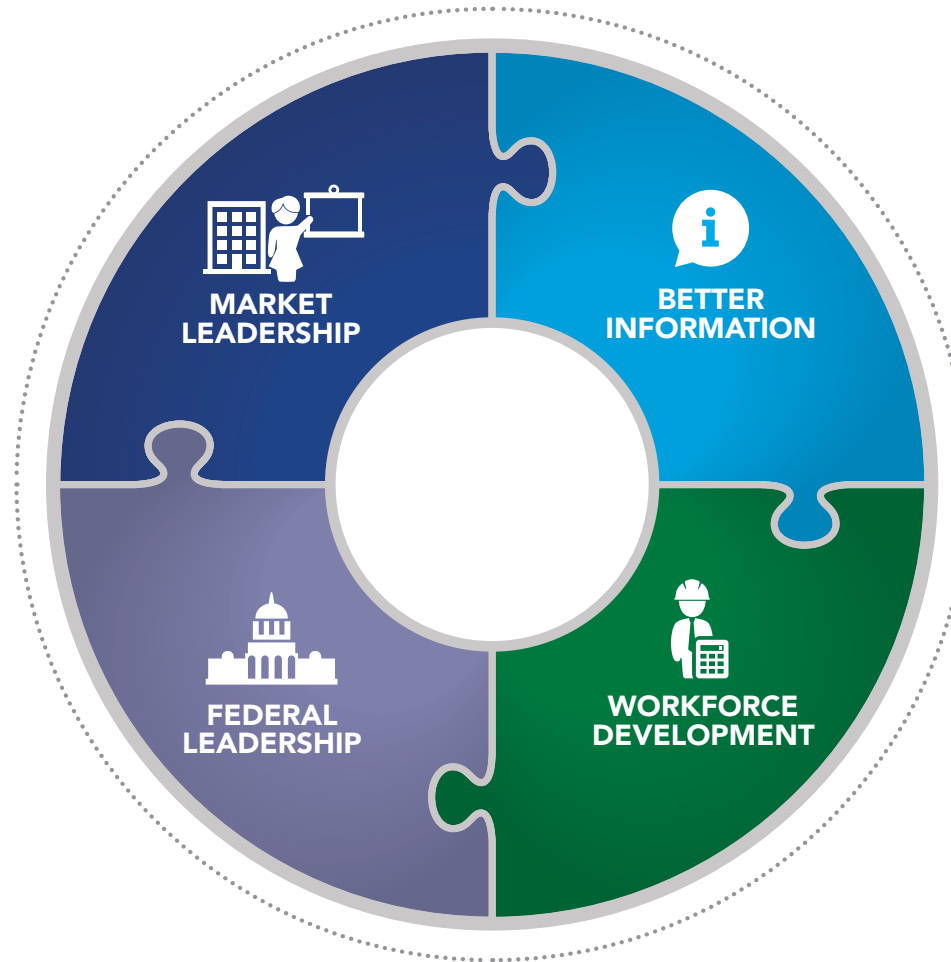 MARKET
LEADERSHIP
BETTER
INFORMATION
FEDERAL
LEADERSHIP
WORKFORCE
DEVELOPMENT